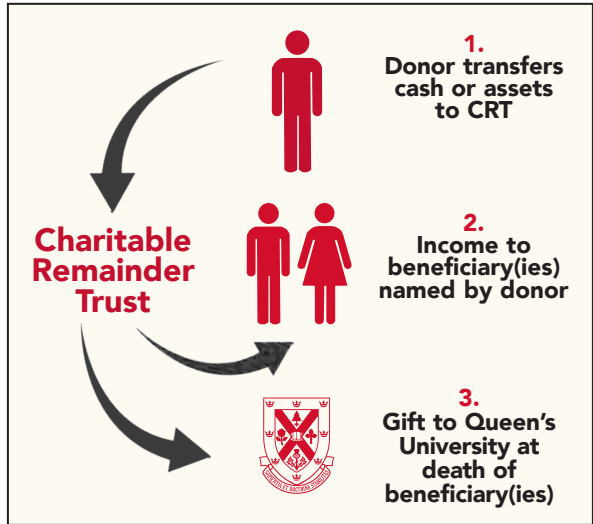 1.
Donor transfers
cash or assets
to CRT
Charitable
Remainder
Trust
2.
Income to
beneficiary(ies)
named by donor
3.
Gift to Queen's
University at
death of
beneficiary(ies)